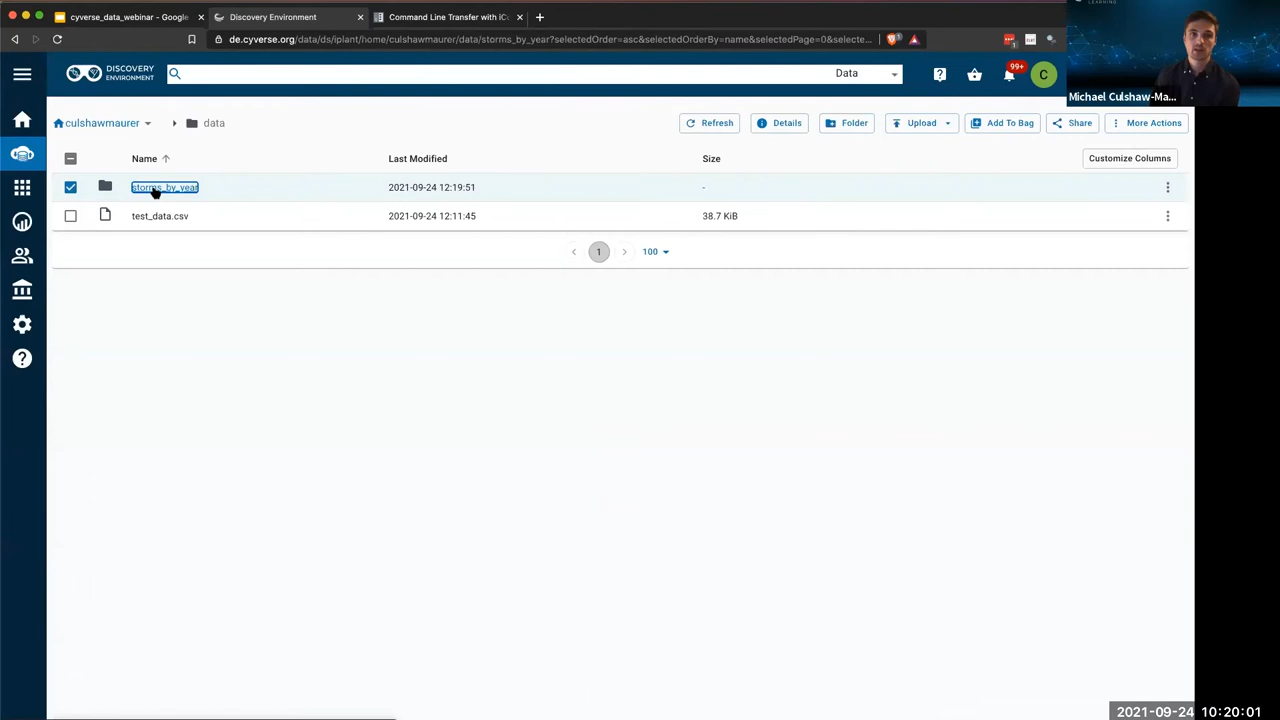 cyverse_data_webinar - Google
Discovery Environment
Command Line Transfer with iC
LEARNING
de.cyverse.org/data/ds/iplant/home/culshawmaurer/data/storms_by_year?selectedOrder=asc&selectedOrderBy=name&selectedPage=0&selecte...
DISCOVERY
ENVIRONMENT
Data
99+
C
Michael Culshaw-Ma...
culshawmaurer
data
Refresh
Details
Folder
Upload
Add To Bag
Share
More Actions
Name
Last Modified
Size
Customize Columns
storms_by_year
2021-09-24 12:19:51
-
test_data.csv
2021-09-24 12:11:45
38.7 KiB
1
100
2021-09-24 10:20:01